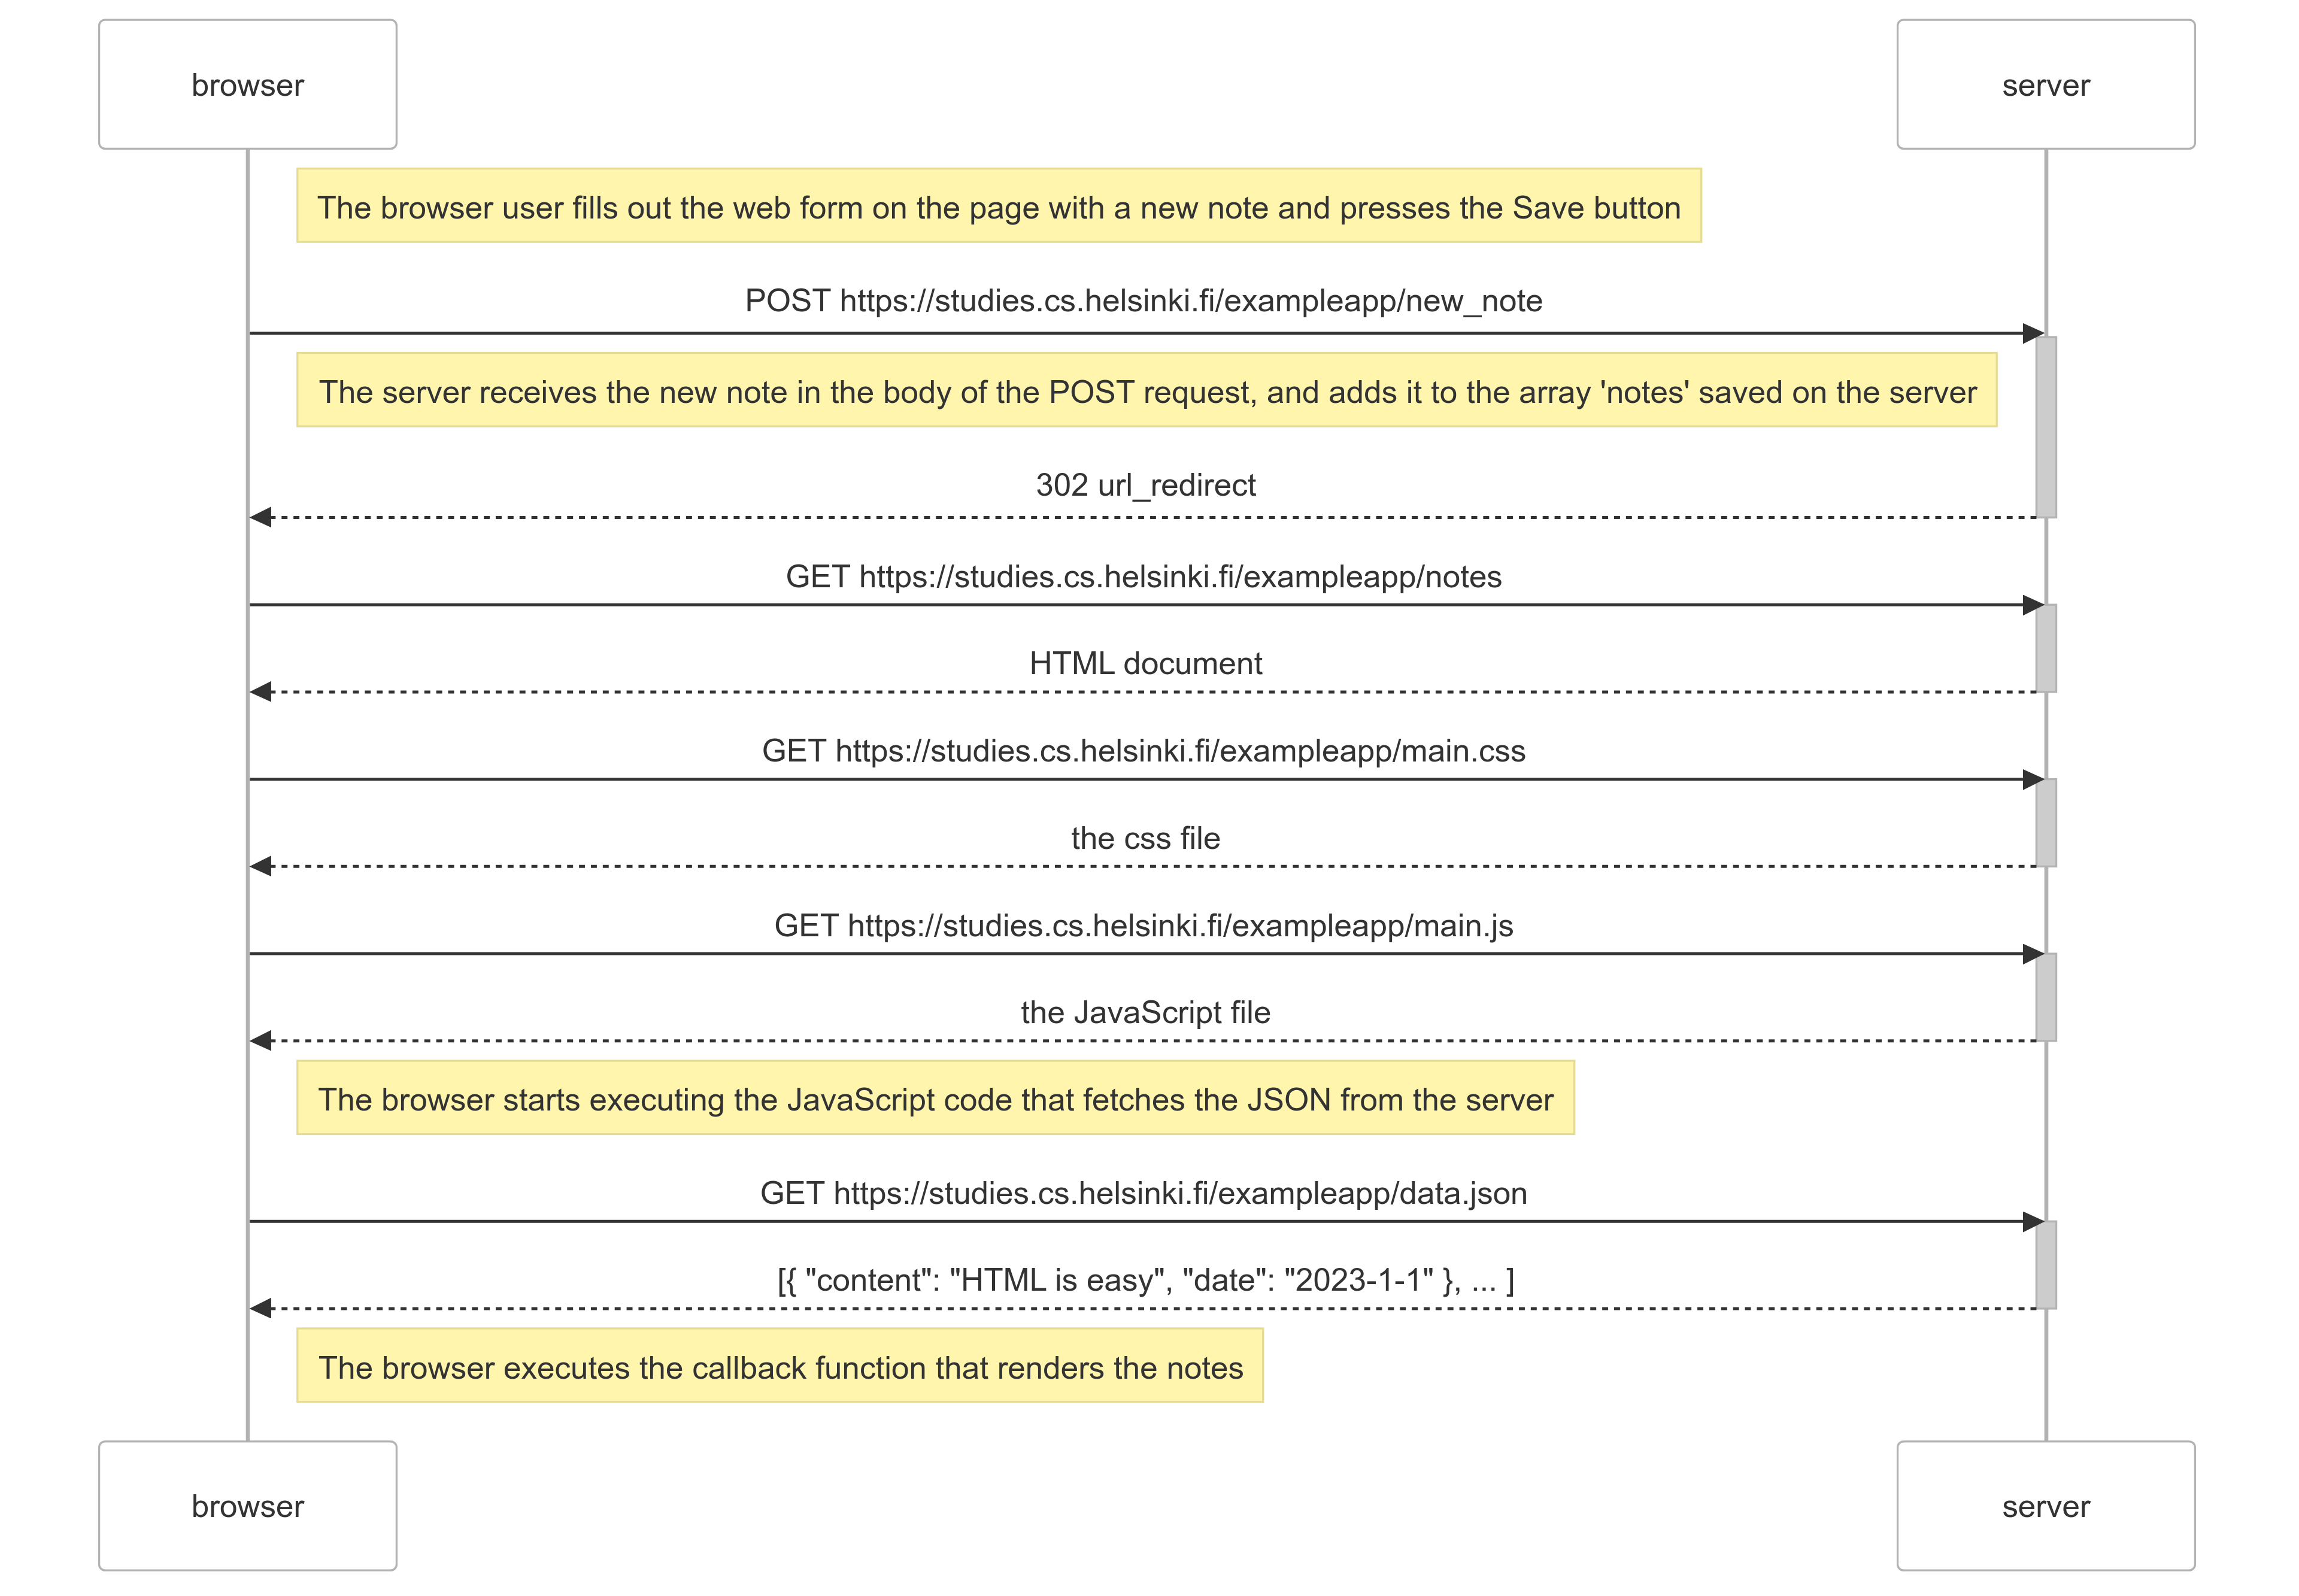 browser
server
The browser user fills out the web form on the page with a new note and presses the Save button
POST https://studies.cs.helsinki.fi/exampleapp/new_note
The server receives the new note in the body of the POST request, and adds it to the array 'notes' saved on the server
302 url_redirect
GET https://studies.cs.helsinki.fi/exampleapp/notes
HTML document
GET https://studies.cs.helsinki.fi/exampleapp/main.css
the css file
GET https://studies.cs.helsinki.fi/exampleapp/main.js
the JavaScript file
The browser starts executing the JavaScript code that fetches the JSON from the server
GET https://studies.cs.helsinki.fi/exampleapp/data.json
[{ "content": "HTML is easy", "date": "2023-1-1" }, ... ]
The browser executes the callback function that renders the notes
browser
server